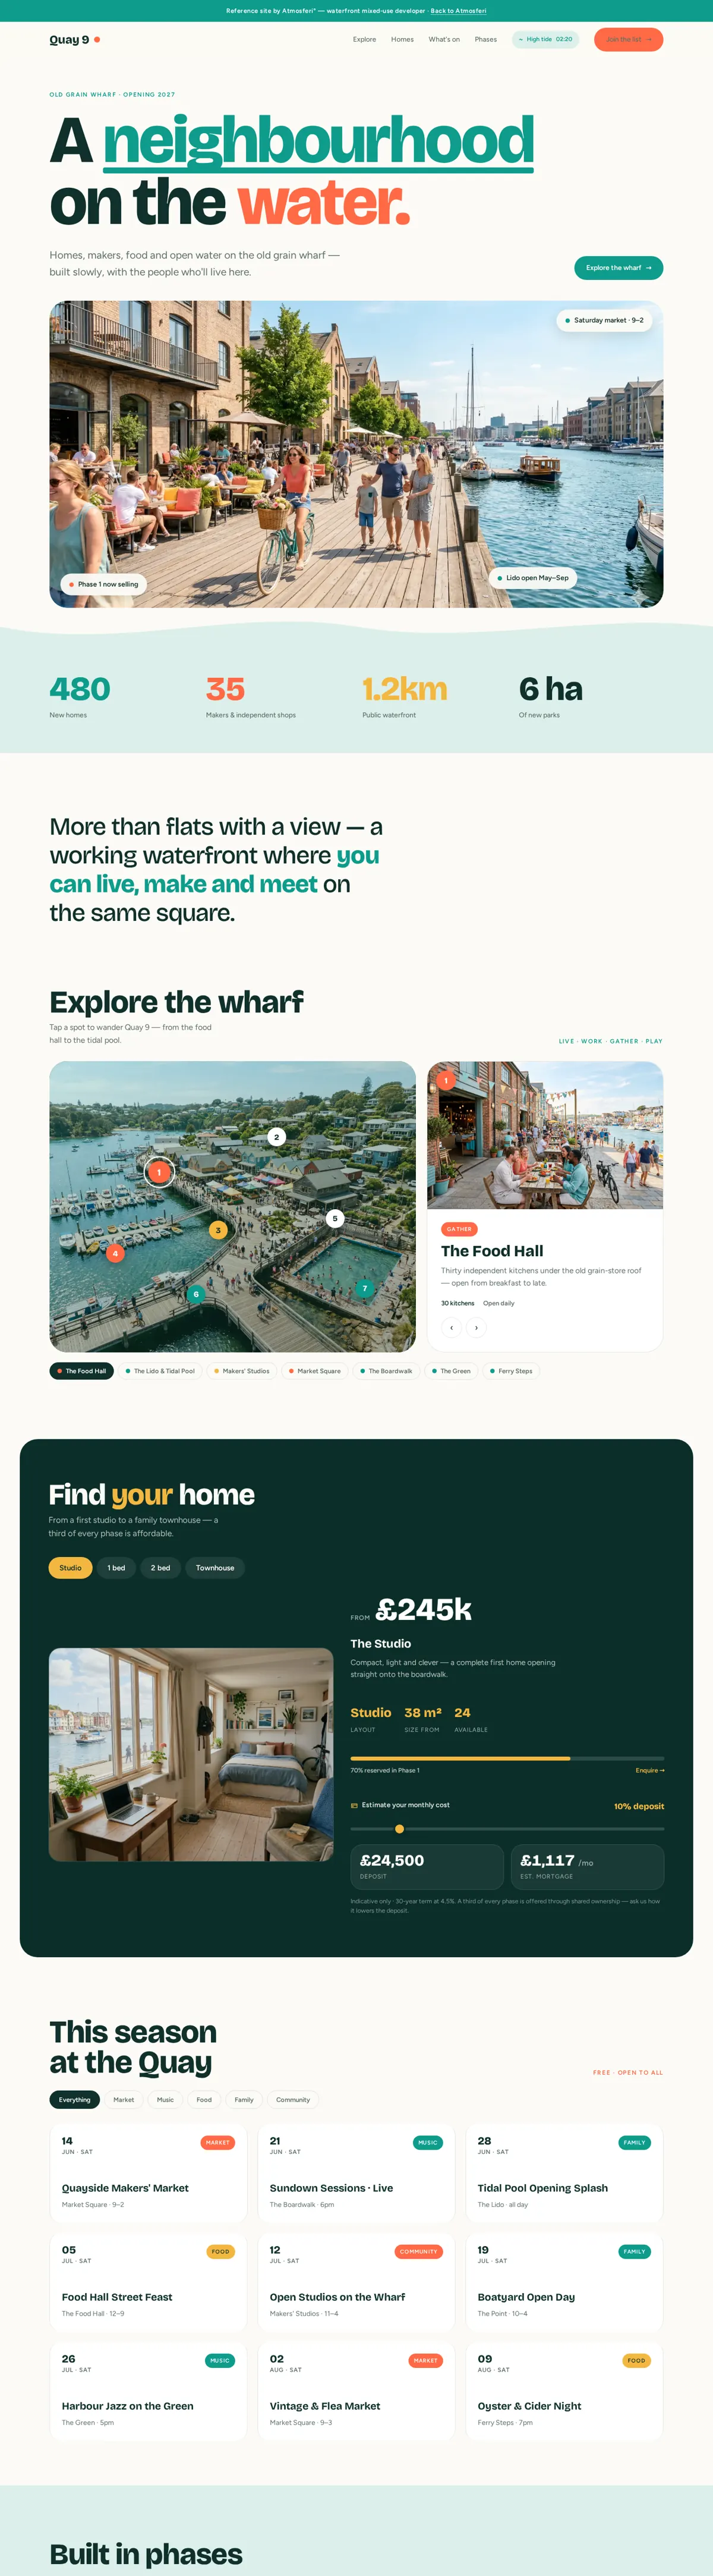 Reference site by Atmosferi° — waterfront mixed-use developer · Back to Atmosferi
Quay 9
Explore
Homes
What's on
Phases
~ High tide 02:20
Join the list →
OLD GRAIN WHARF · OPENING 2027
A neighbourhood
on the water.
Homes, makers, food and open water on the old grain wharf —
built slowly, with the people who'll live here.
Explore the wharf →
Saturday market · 9–2
Phase 1 now selling
Lido open May–Sep
480
New homes
35
Makers & independent shops
1.2km
Public waterfront
6 ha
Of new parks
More than flats with a view — a
working waterfront where you
can live, make and meet on
the same square.
Explore the wharf
Tap a spot to wander Quay 9 — from the food
hall to the tidal pool.
LIVE · WORK · GATHER · PLAY
1
2
3
4
5
6
7
1
GATHER
The Food Hall
Thirty independent kitchens under the old grain-store roof
— open from breakfast to late.
30 kitchens Open daily
‹ ›
The Food Hall
The Lido & Tidal Pool
Makers' Studios
Market Square
The Boardwalk
The Green
Ferry Steps
Find your home
From a first studio to a family townhouse — a
third of every phase is affordable.
Studio
1 bed
2 bed
Townhouse
FROM £245k
The Studio
Compact, light and clever — a complete first home opening
straight onto the boardwalk.
Studio
LAYOUT
38 m²
SIZE FROM
24
AVAILABLE
70% reserved in Phase 1
Enquire →
Estimate your monthly cost
10% deposit
£24,500
DEPOSIT
£1,117 /mo
EST. MORTGAGE
Indicative only · 30-year term at 4.5%. A third of every phase is offered through shared ownership — ask us how
it lowers the deposit.
This season
at the Quay
FREE · OPEN TO ALL
Everything
Market
Music
Food
Family
Community
14
JUN · SAT
MARKET
Quayside Makers' Market
Market Square · 9–2
21
JUN · SAT
MUSIC
Sundown Sessions · Live
The Boardwalk · 6pm
28
JUN · SAT
FAMILY
Tidal Pool Opening Splash
The Lido · all day
05
JUL · SAT
FOOD
Food Hall Street Feast
The Food Hall · 12–9
12
JUL · SAT
COMMUNITY
Open Studios on the Wharf
Makers' Studios · 11–4
19
JUL · SAT
FAMILY
Boatyard Open Day
The Point · 10–4
26
JUL · SAT
MUSIC
Harbour Jazz on the Green
The Green · 5pm
02
AUG · SAT
MARKET
Vintage & Flea Market
Market Square · 9–3
09
AUG · SAT
FOOD
Oyster & Cider Night
Ferry Steps · 7pm
Built in phases